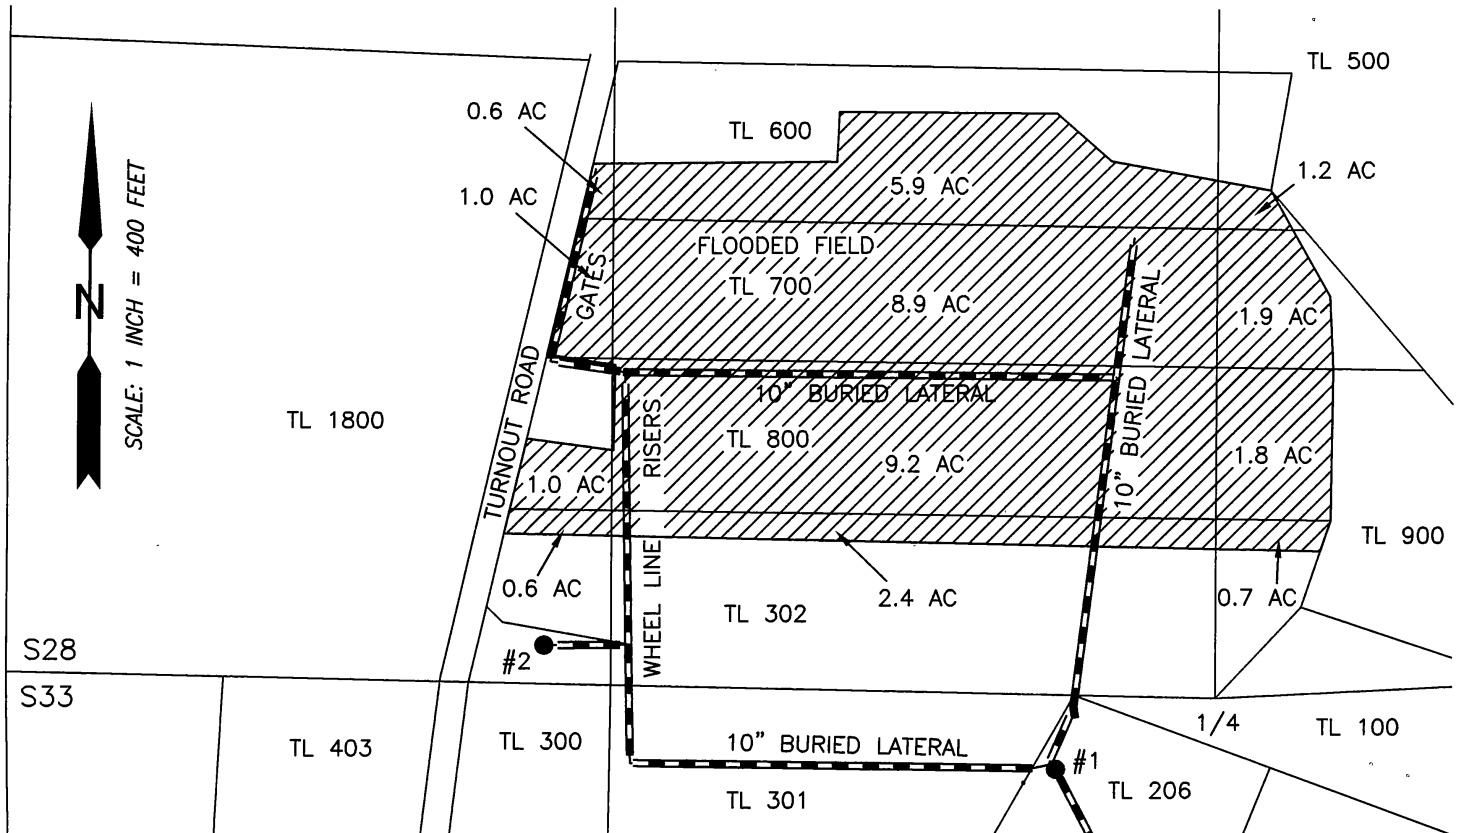 TL 500
0.6 AC
TL 600
1.2 AC
5.9 AC
1.0 AC
N
SCALE: 1 INCH = 400 FEET
FLOODED FIELD
GATES
TL 700
8.9 AC
1.9 AC
10" BURIED LATERAL
TL 1800
TURNOUT ROAD
10" BURIED LATERAL
TL 800
9.2 AC
1.8 AC
1.0 AC
WHEEL LINE RISERS
TL 900
0.6 AC
2.4 AC
0.7 AC
TL 302
S28
#2
S33
TL 403
TL 300
10" BURIED LATERAL
1/4
TL 100
#1
TL 301
TL 206